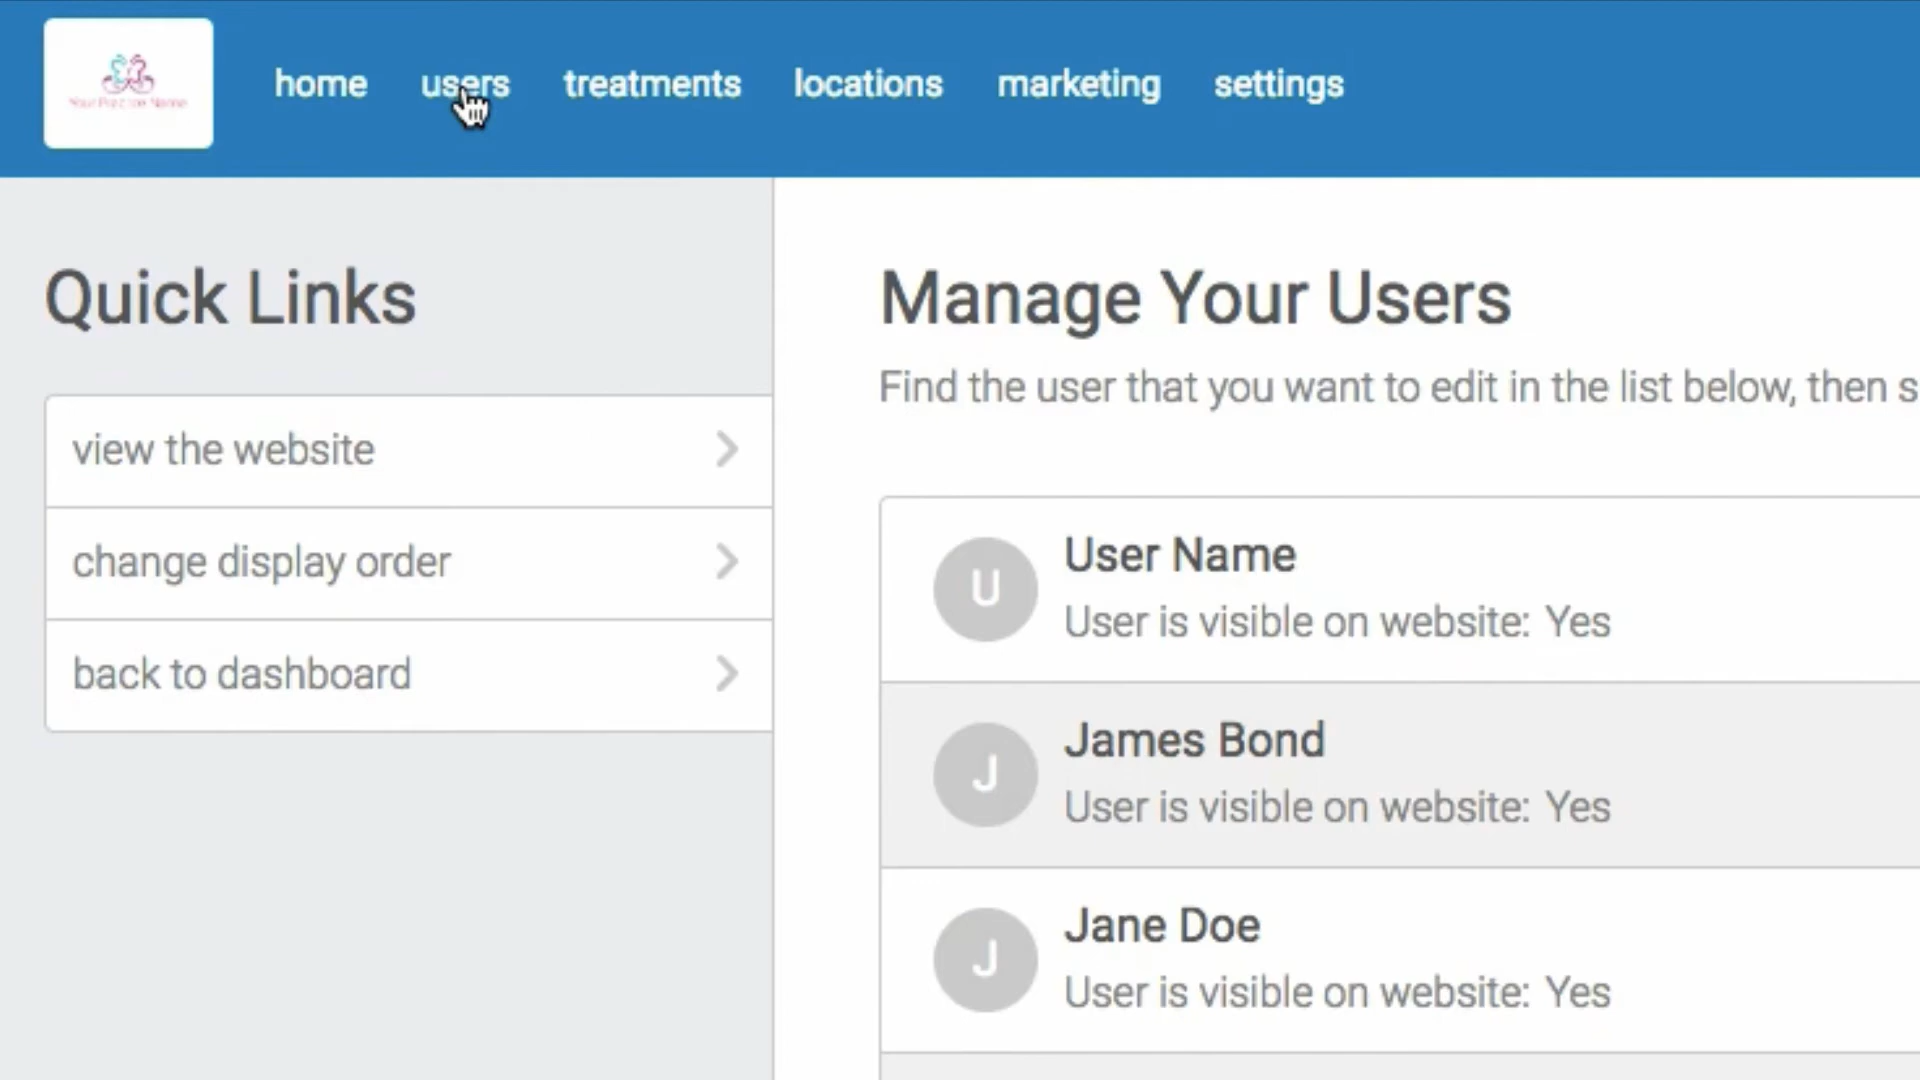 Your Practice Name
home users treatments locations marketing settings
Quick Links
view the website
change display order
back to dashboard
Manage Your Users
Find the user that you want to edit in the list below, then s
U
User Name
User is visible on website: Yes
J
James Bond
User is visible on website: Yes
J
Jane Doe
User is visible on website: Yes